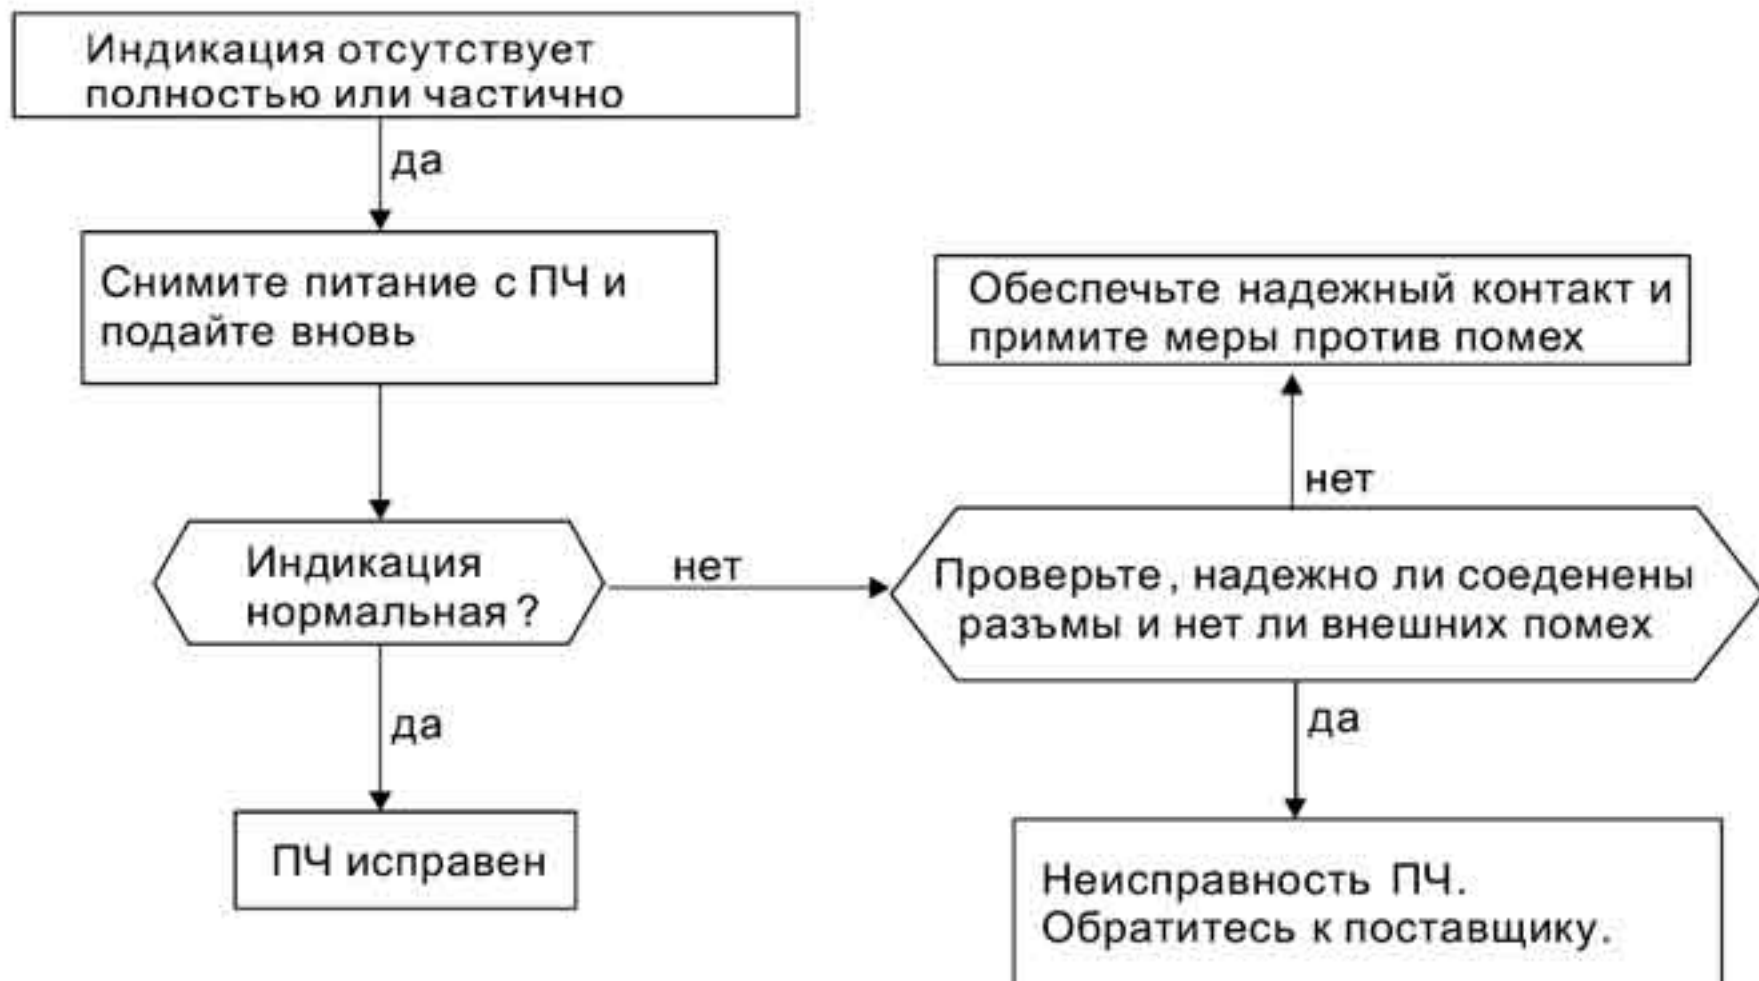 Индикация отсутствует
полностью или частично
да
Снимите питание с ПЧ и
подайте вновь
Индикация
нормальная ?
нет
да
ПЧ исправен
Обеспечьте надежный контакт и
примите меры против помех
нет
Проверьте, надежно ли соеденены
разъмы и нет ли внешних помех
да
Неисправность ПЧ.
Обратитесь к поставщику.